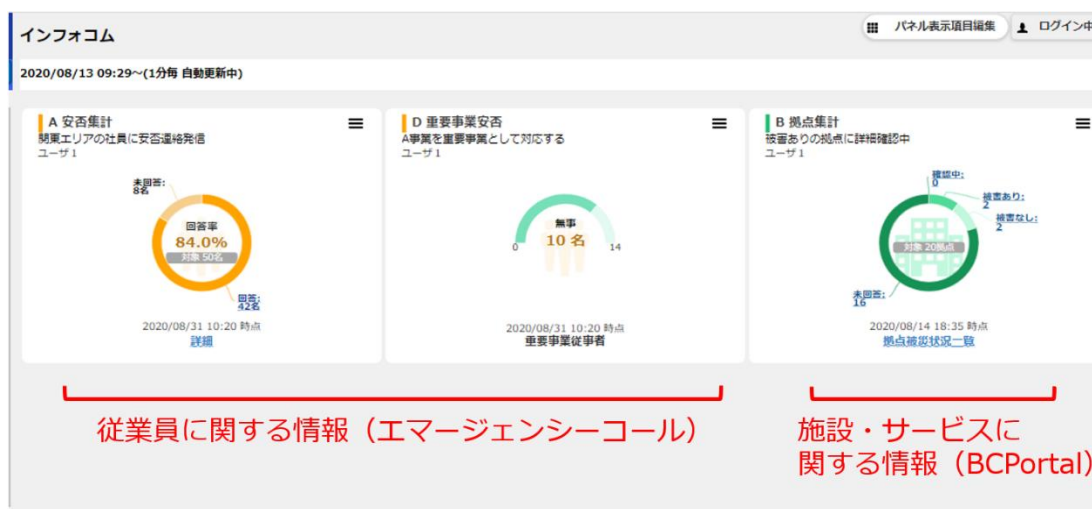 インフォコム
パネル表示項目編集
ログイン中
2020/08/13 09:29～(1分毎 自動更新中)
A 安否集計
関東エリアの社員に安否連絡発信
ユーザ1
未回答:
8名
回答率
84.0%
対象 50名
回答:
42名
2020/08/31 10:20 時点
詳細
D 重要事業安否
A事業を重要事業として対応する
ユーザ1
無事
10 名
0
14
2020/08/31 10:20 時点
重要事業従事者
B 拠点集計
被害ありの拠点に詳細確認中
ユーザ1
確認中:
0
被害あり:
2
被害なし:
2
対象 20拠点
未回答:
16
2020/08/14 18:35 時点
拠点被災状況一覧
従業員に関する情報（エマージェンシーコール）
施設・サービスに
関する情報（BCPortal）